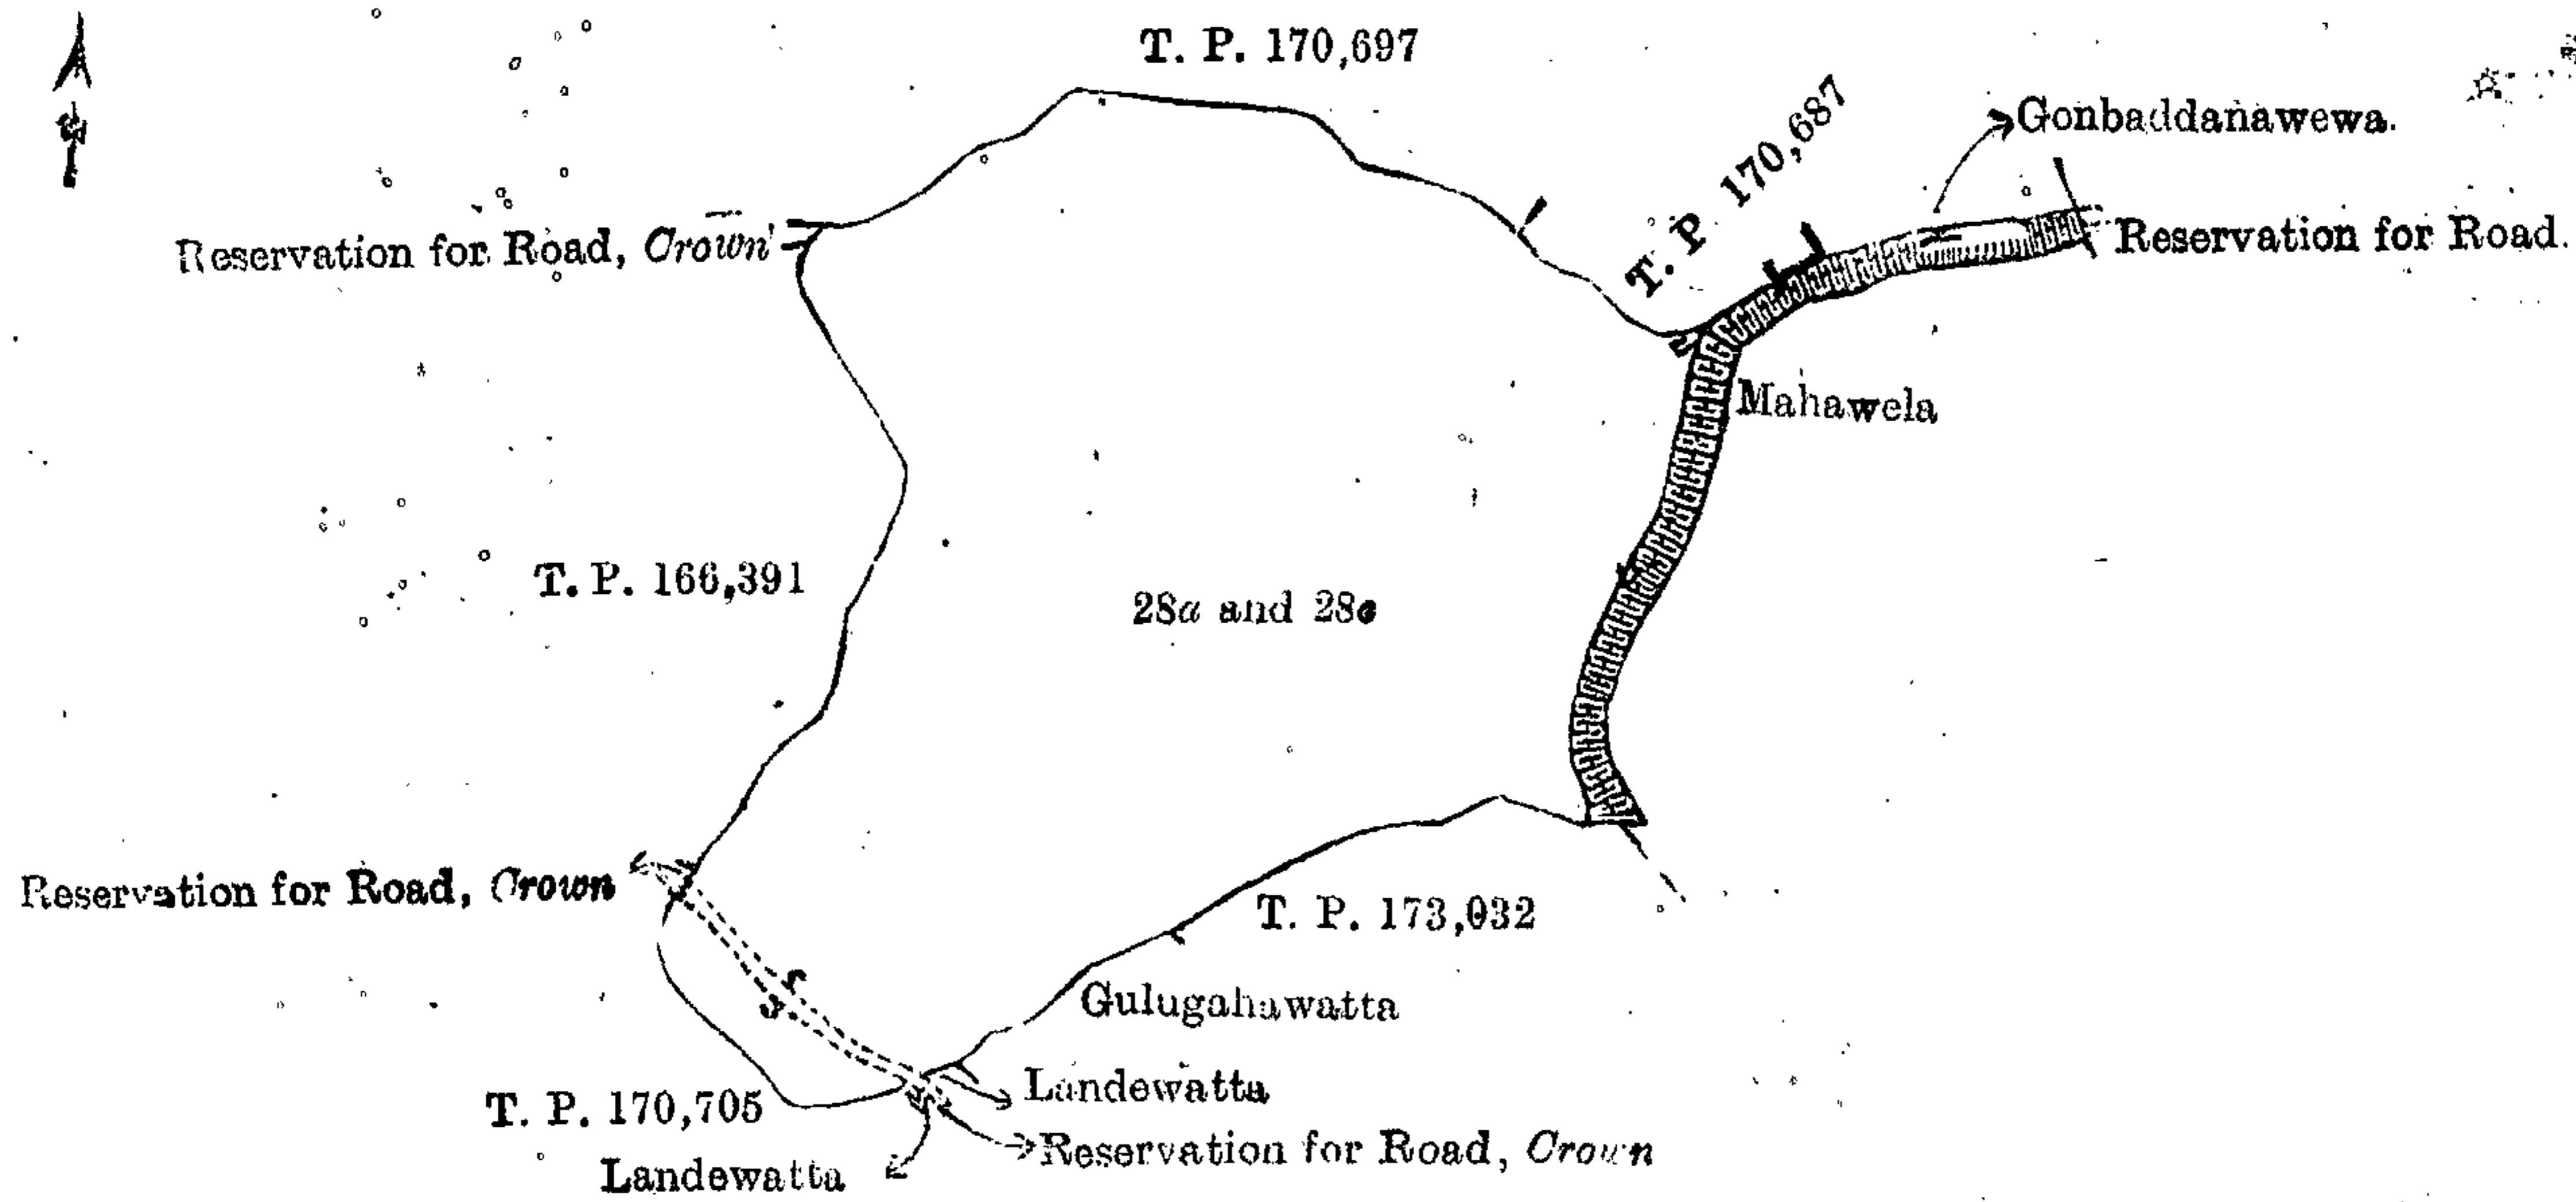 T. P. 170,697
T. P 170,687
Gonbaddanawewa.
Reservation for Road, Crown
Reservation for Road.
Mahawela
T. P. 166,391
28a and 28e
Reservation for Road, Crown
T. P. 173,032
Gulugahawatta
Landewatta
T. P. 170,705
Reservation for Road, Crown
Landewatta